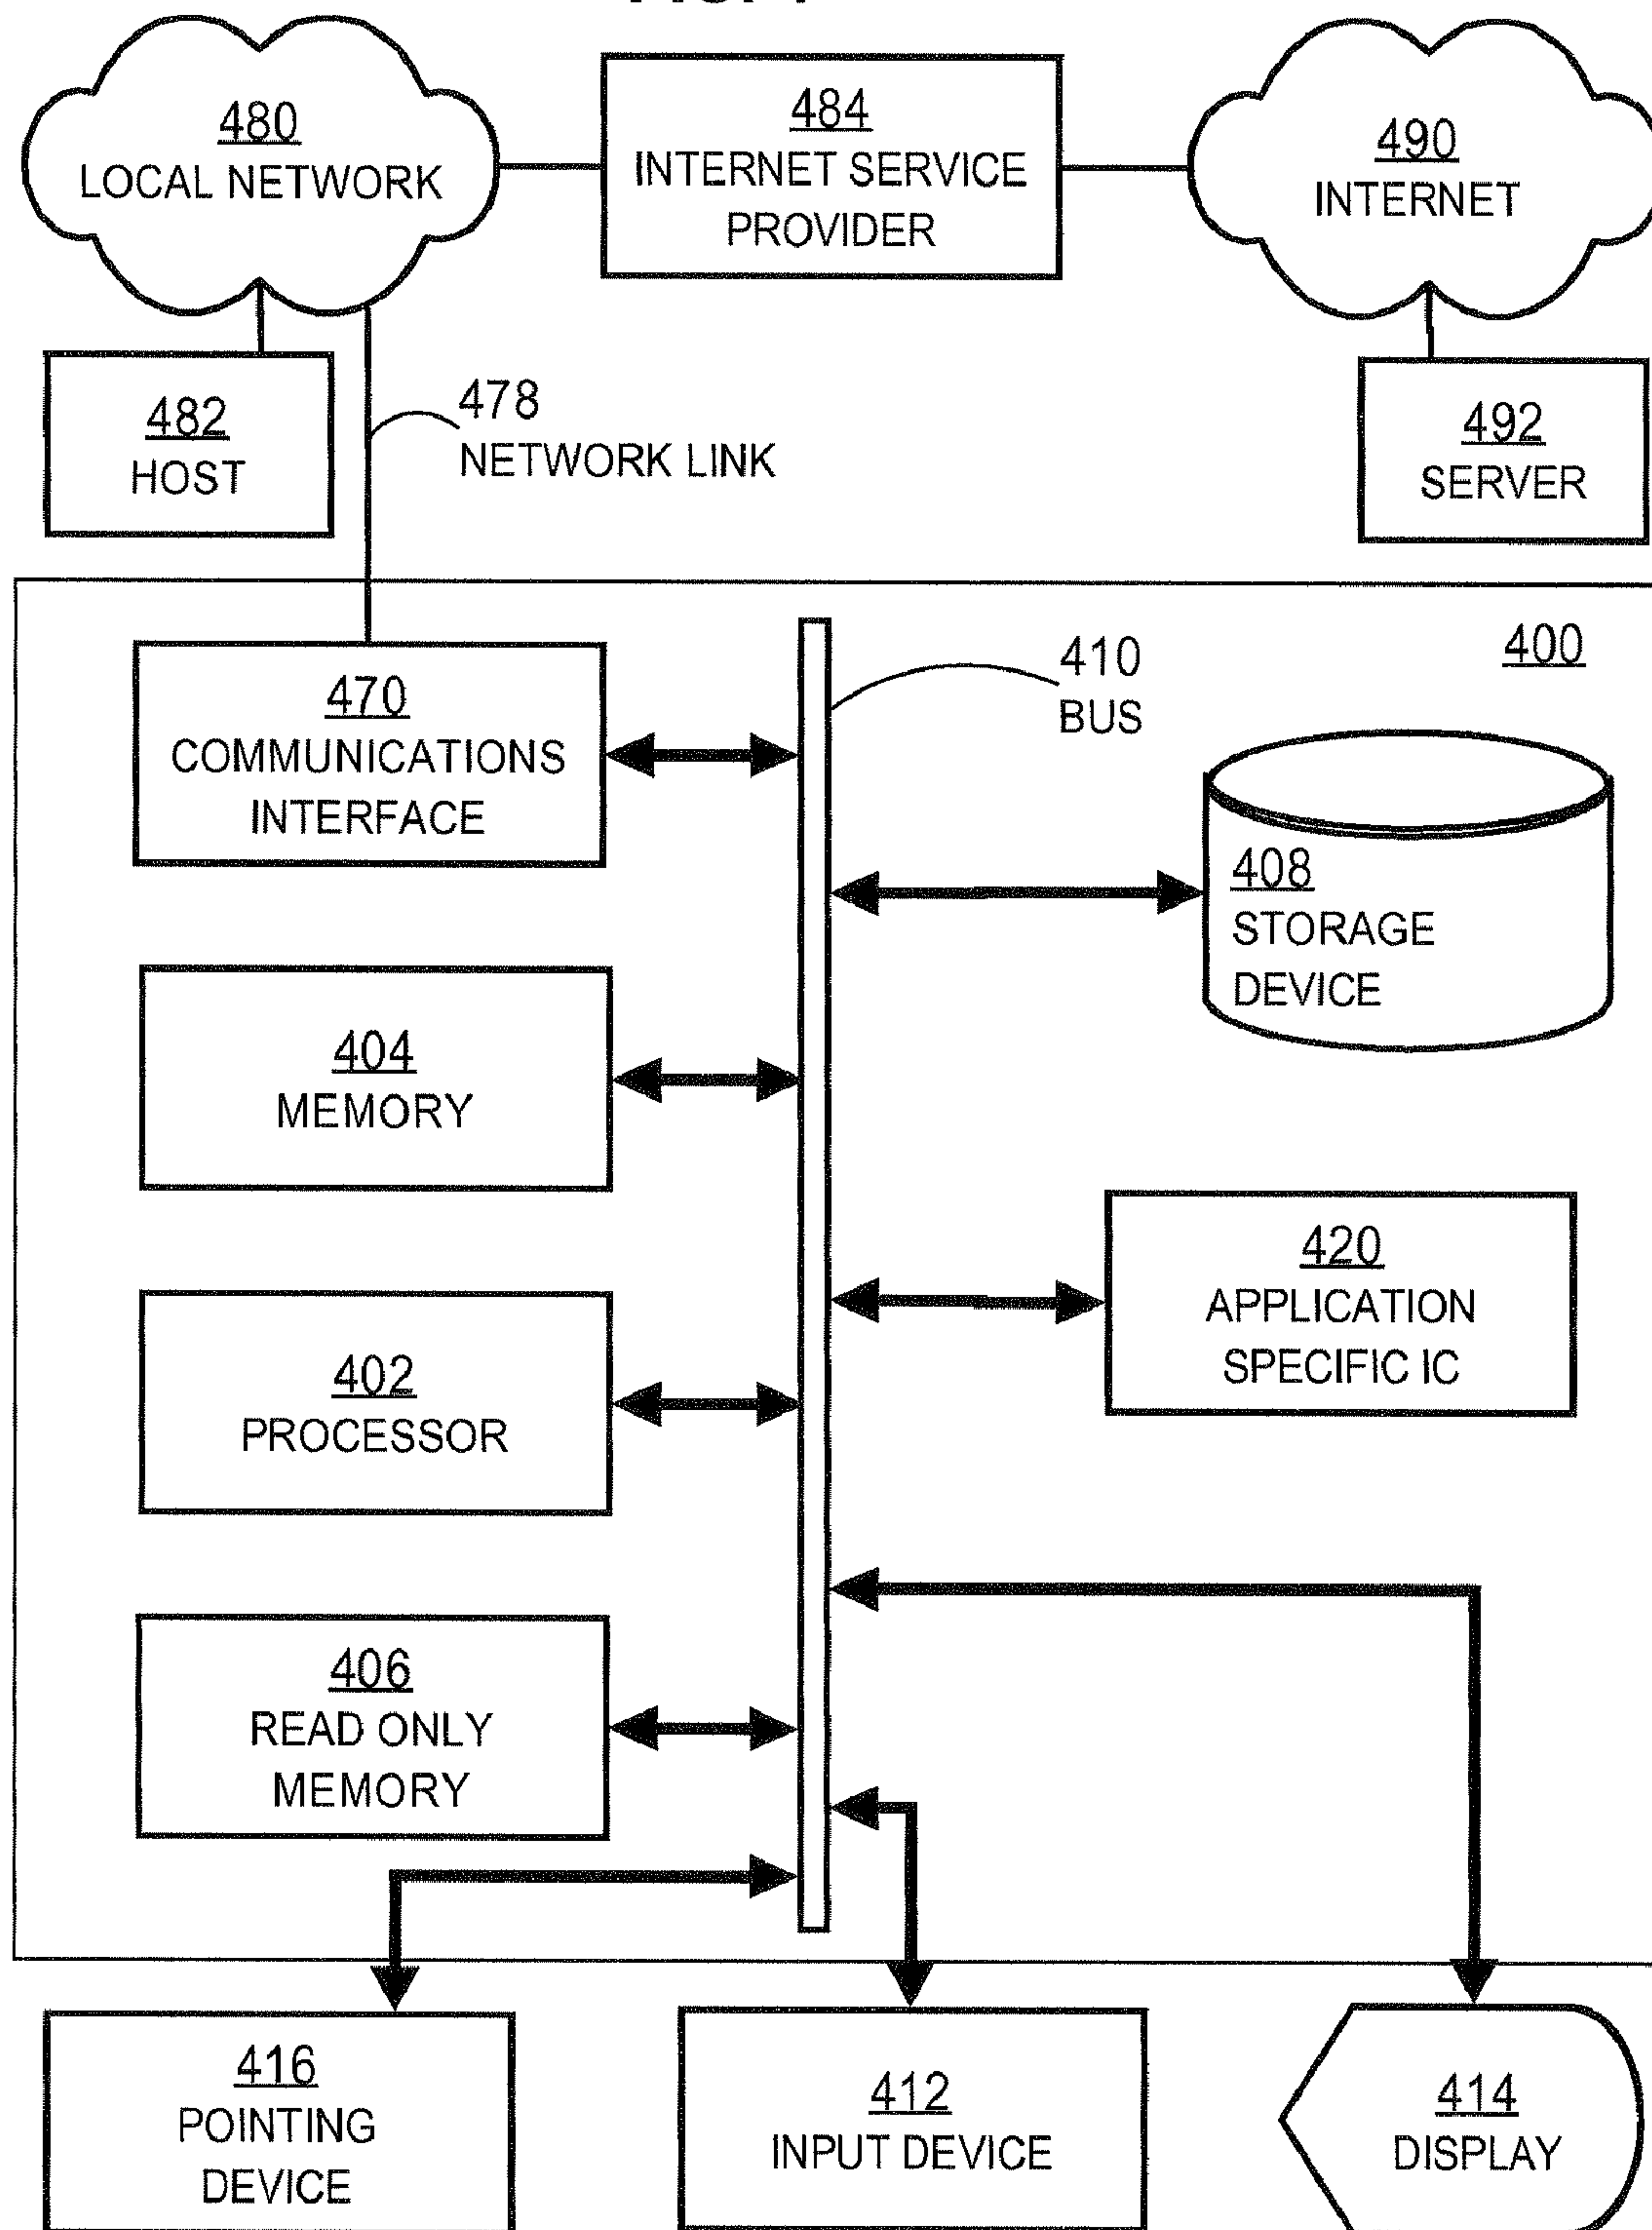 480
LOCAL NETWORK
484
INTERNET SERVICE
PROVIDER
490
INTERNET
482
HOST
478
NETWORK LINK
492
SERVER
400
470
COMMUNICATIONS
INTERFACE
410
BUS
408
STORAGE
DEVICE
404
MEMORY
420
APPLICATION
SPECIFIC IC
402
PROCESSOR
406
READ ONLY
MEMORY
416
POINTING
DEVICE
412
INPUT DEVICE
414
DISPLAY